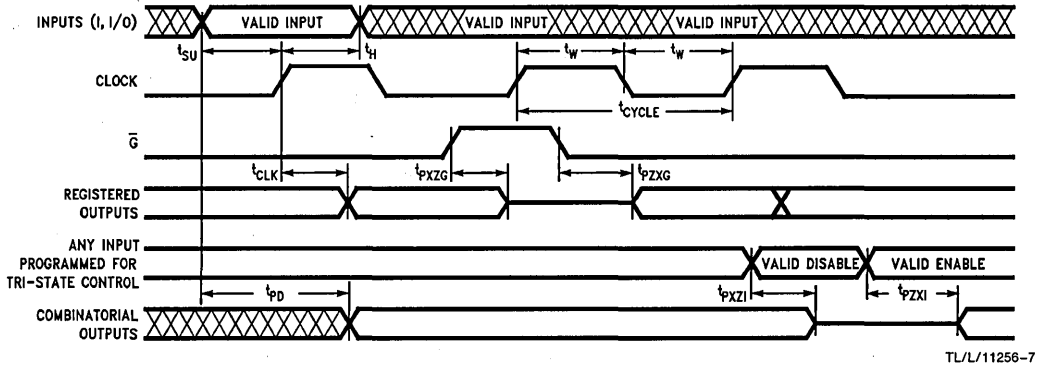 INPUTS (I, I/O) VALID INPUT VALID INPUT VALID INPUT
tSU tH tW tW
CLOCK
tCYCLE
G̅
tCLK tPXZG tPZXG
REGISTERED
OUTPUTS
ANY INPUT
PROGRAMMED FOR
TRI-STATE CONTROL
VALID DISABLE VALID ENABLE
tPD tPXZI tPZXI
COMBINATORIAL
OUTPUTS
TL/L/11256-7